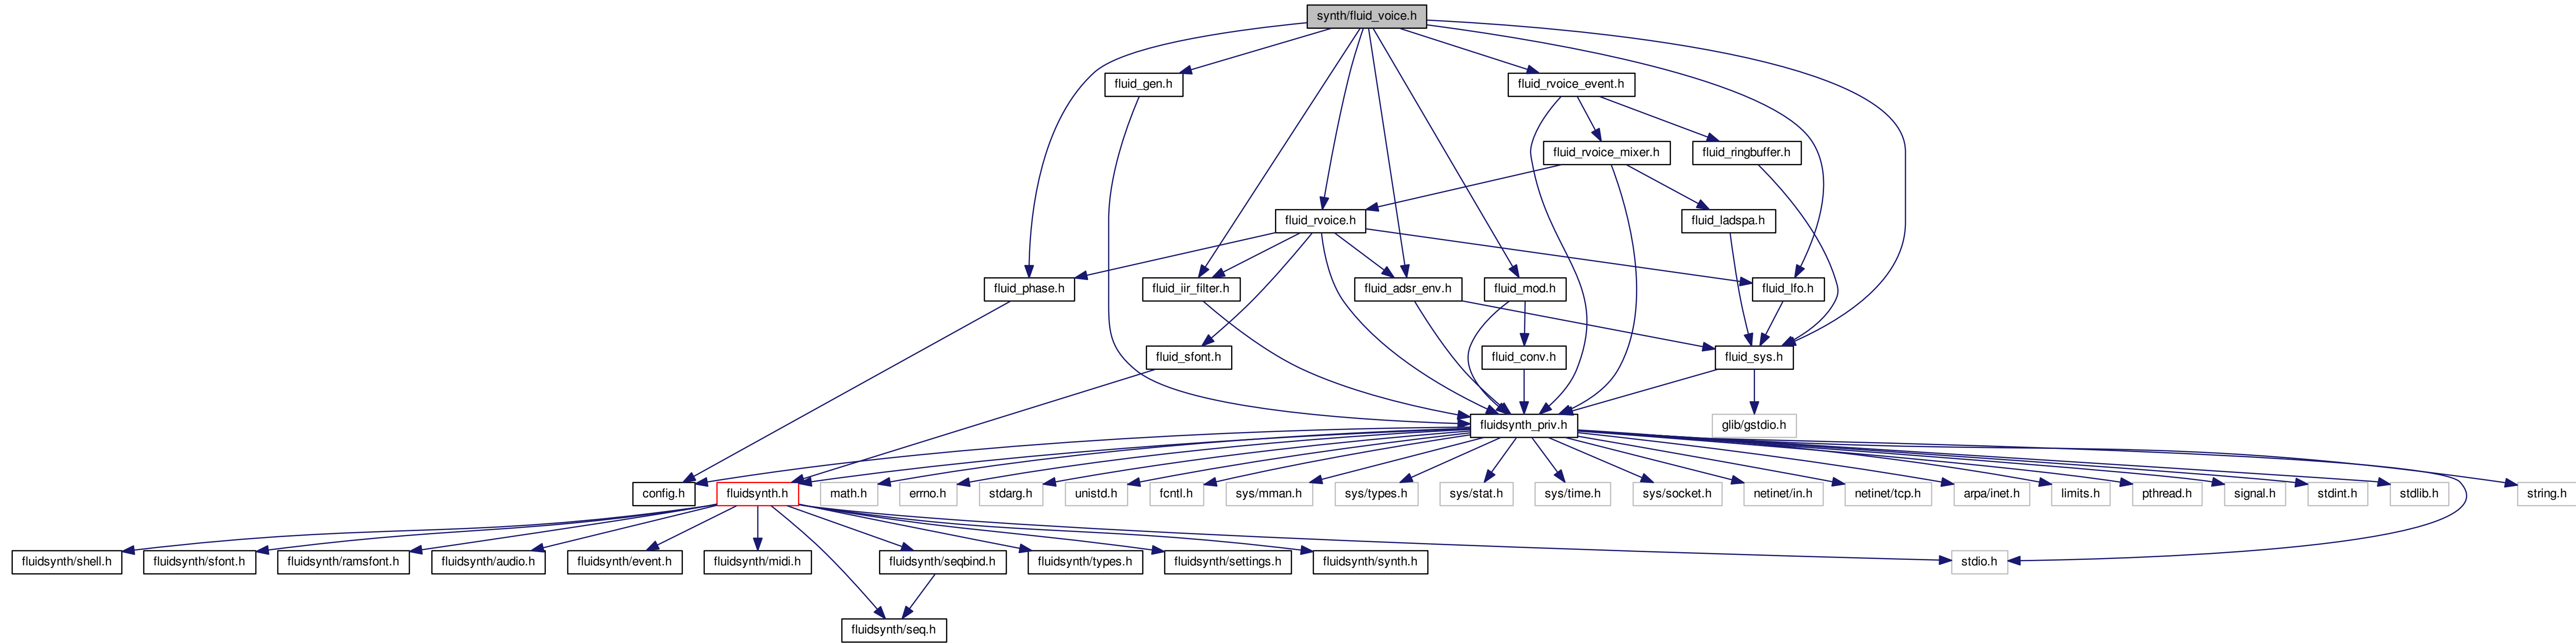 synth/fluid_voice.h
fluid_gen.h
fluid_rvoice_event.h
fluid_rvoice_mixer.h
fluid_ringbuffer.h
fluid_rvoice.h
fluid_ladspa.h
fluid_phase.h
fluid_iir_filter.h
fluid_adsr_env.h
fluid_mod.h
fluid_lfo.h
fluid_sfont.h
fluid_conv.h
fluid_sys.h
fluidsynth_priv.h
glib/gstdio.h
config.h
fluidsynth.h
math.h
errno.h
stdarg.h
unistd.h
fcntl.h
sys/mman.h
sys/types.h
sys/stat.h
sys/time.h
sys/socket.h
netinet/in.h
netinet/tcp.h
arpa/inet.h
limits.h
pthread.h
signal.h
stdint.h
stdlib.h
string.h
fluidsynth/shell.h
fluidsynth/sfont.h
fluidsynth/ramsfont.h
fluidsynth/audio.h
fluidsynth/event.h
fluidsynth/midi.h
fluidsynth/seqbind.h
fluidsynth/types.h
fluidsynth/settings.h
fluidsynth/synth.h
stdio.h
fluidsynth/seq.h